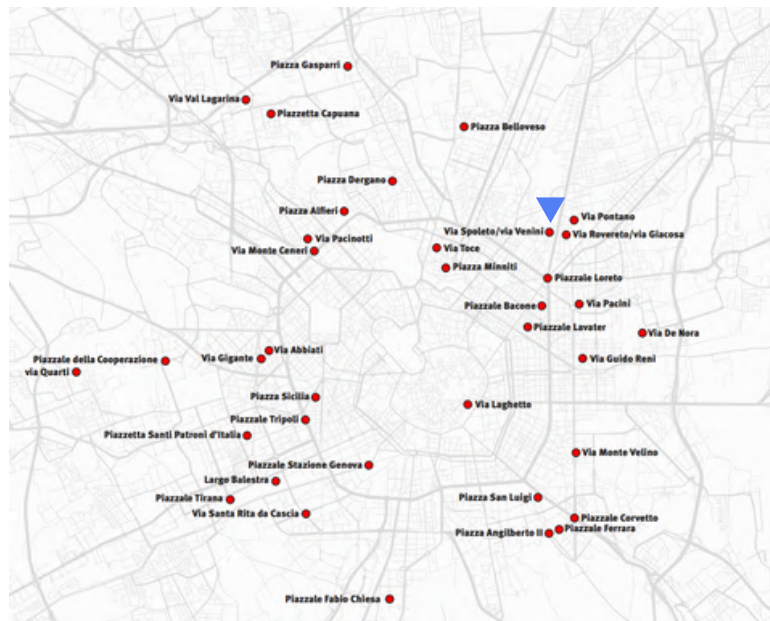 Piazza Gasparri
Via Val Lagarina
Piazzetta Capuana
Piazza Belloveso
Piazza Dergano
Piazza Alfieri
Via Pontano
Via Spoleto/via Venini
Via Rovereto/via Giacosa
Via Pacinotti
Via Monte Ceneri
Via Toce
Piazza Minniti
Piazzale Loreto
Piazzale Bacone
Via Pacini
Piazzale Lavater
Via De Nora
Via Abbiati
Via Gigante
Piazzale della Cooperazione
via Quarti
Via Guido Reni
Piazza Sicilia
Via Laghetto
Piazzale Tripoli
Piazzetta Santi Patroni d'Italia
Via Monte Velino
Piazzale Stazione Genova
Largo Balestra
Piazzale Tirana
Piazza San Luigi
Via Santa Rita da Cascia
Piazzale Corvetto
Piazzale Ferrara
Piazza Angilberto II
Piazzale Fabio Chiesa